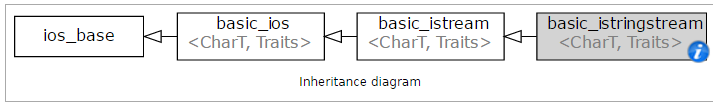 ios_base
basic_ios
<CharT, Traits>
basic_istream
<CharT, Traits>
basic_istringstream
<CharT, Traits>
i
Inheritance diagram